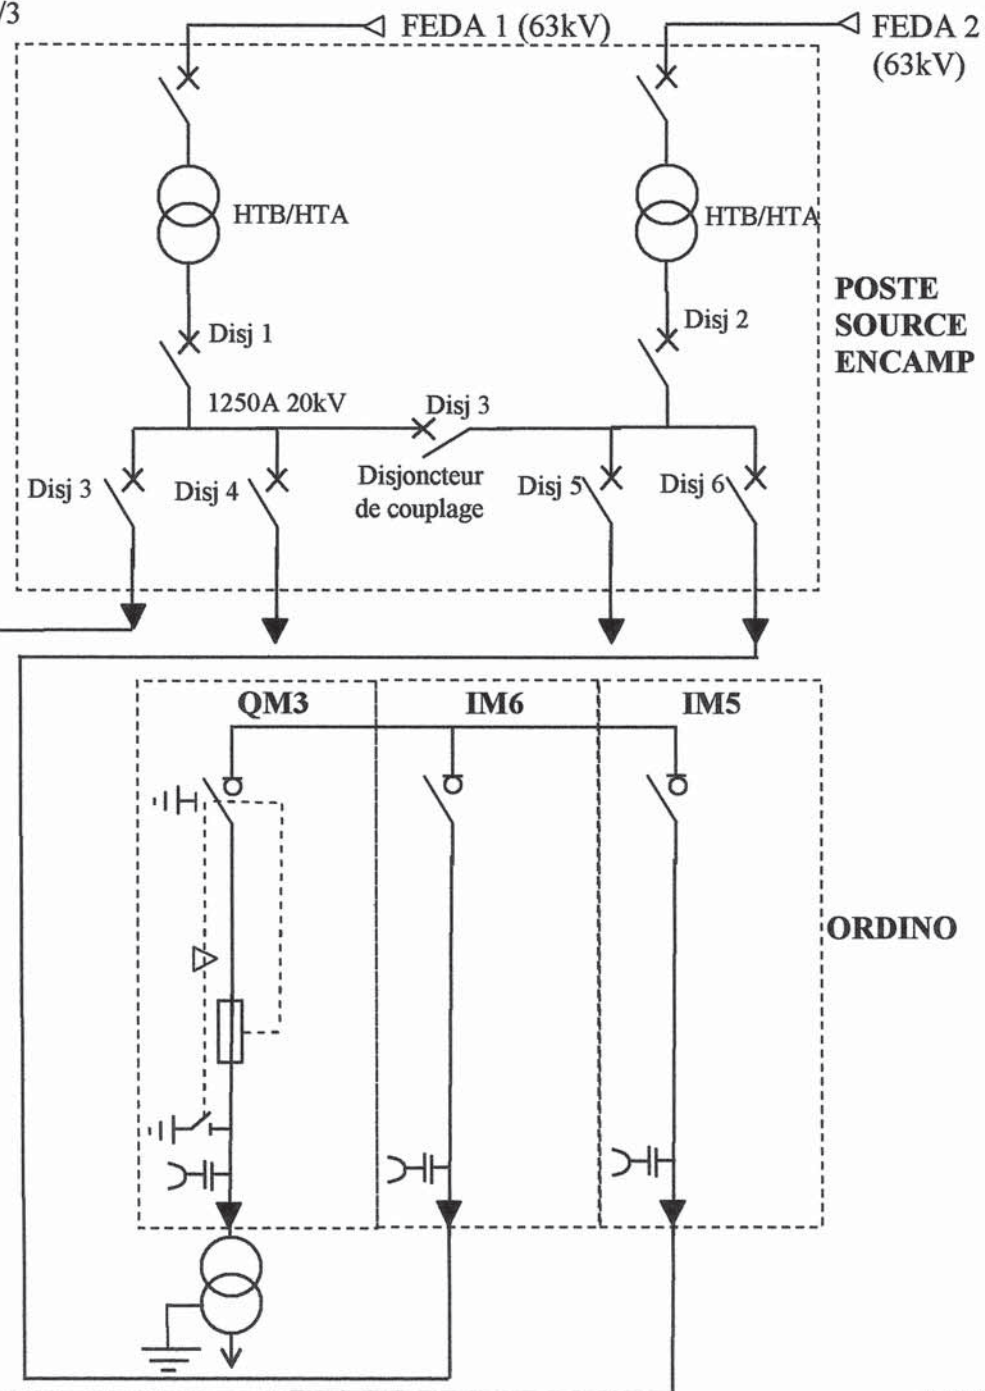 /3
FEDA 1 (63kV)
FEDA 2
(63kV)
HTB/HTA
HTB/HTA
POSTE
SOURCE
ENCAMP
Disj 1
Disj 2
1250A 20kV
Disj 3
Disjoncteur
de couplage
Disj 3
Disj 4
Disj 5
Disj 6
QM3
IM6
IM5
ORDINO